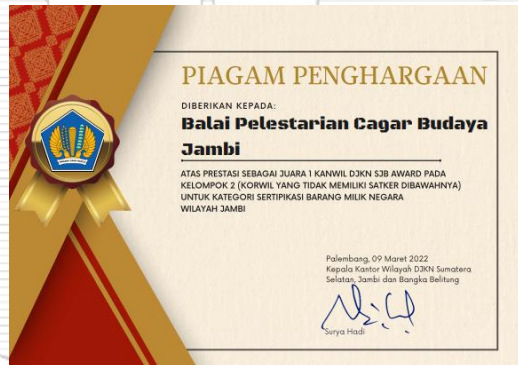 PIAGAM PENGHARGAAN
DIBERIKAN KEPADA:
Balai Pelestarian Cagar Budaya
Jambi
ATAS PRESTASI SEBAGAI JUARA 1 KANWIL DJKN SJB AWARD PADA
KELOMPOK 2 (KORWIL YANG TIDAK MEMILIKI SATKER DIBAWAHNYA)
UNTUK KATEGORI SERTIPIKASI BARANG MILIK NEGARA
WILAYAH JAMBI
Palembang, 09 Maret 2022
Kepala Kantor Wilayah DJKN Sumatera
Selatan, Jambi dan Bangka Belitung
Surya Hadi